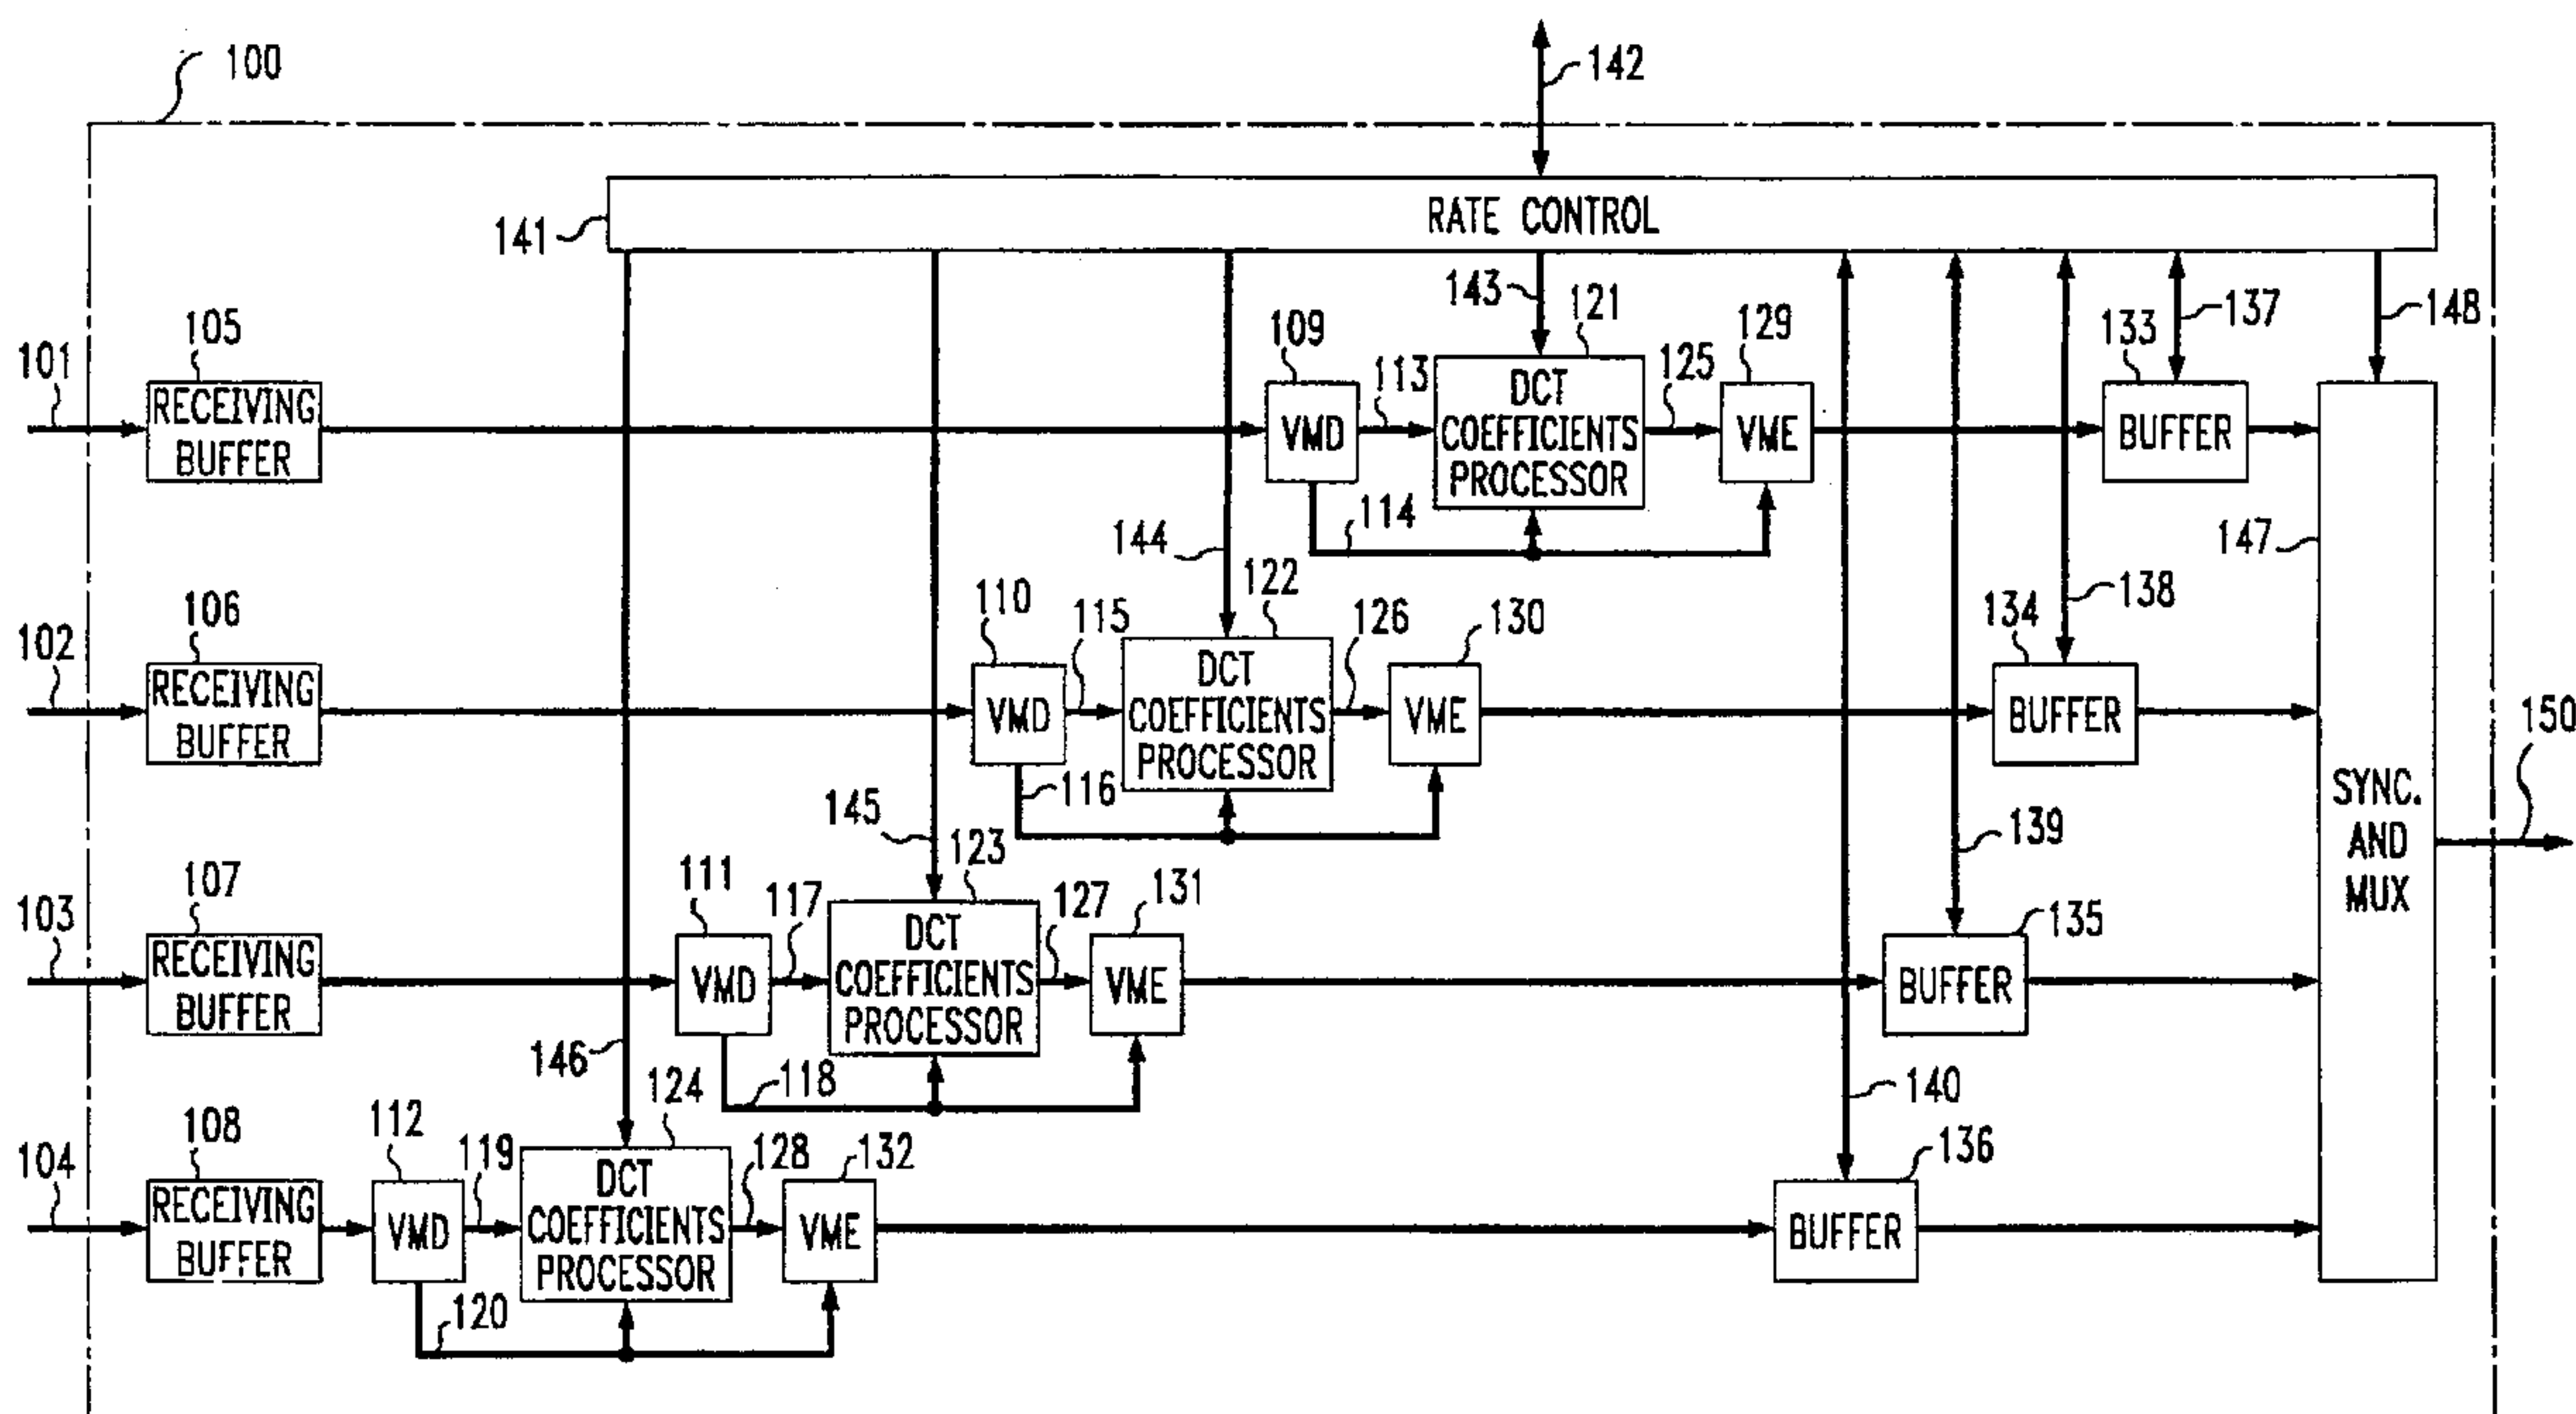 100
142
141
RATE CONTROL
143
121
109
129
133
137
148
101
105
RECEIVING
BUFFER
VMD
113
DCT
COEFFICIENTS
PROCESSOR
125
VME
BUFFER
114
144
147
102
106
RECEIVING
BUFFER
110
VMD
115
122
DCT
COEFFICIENTS
PROCESSOR
126
130
VME
134
138
BUFFER
116
150
SYNC.
AND
MUX
145
139
103
107
RECEIVING
BUFFER
111
VMD
117
123
DCT
COEFFICIENTS
PROCESSOR
127
131
VME
135
BUFFER
118
146
140
104
108
RECEIVING
BUFFER
112
VMD
119
124
DCT
COEFFICIENTS
PROCESSOR
128
132
VME
136
BUFFER
120